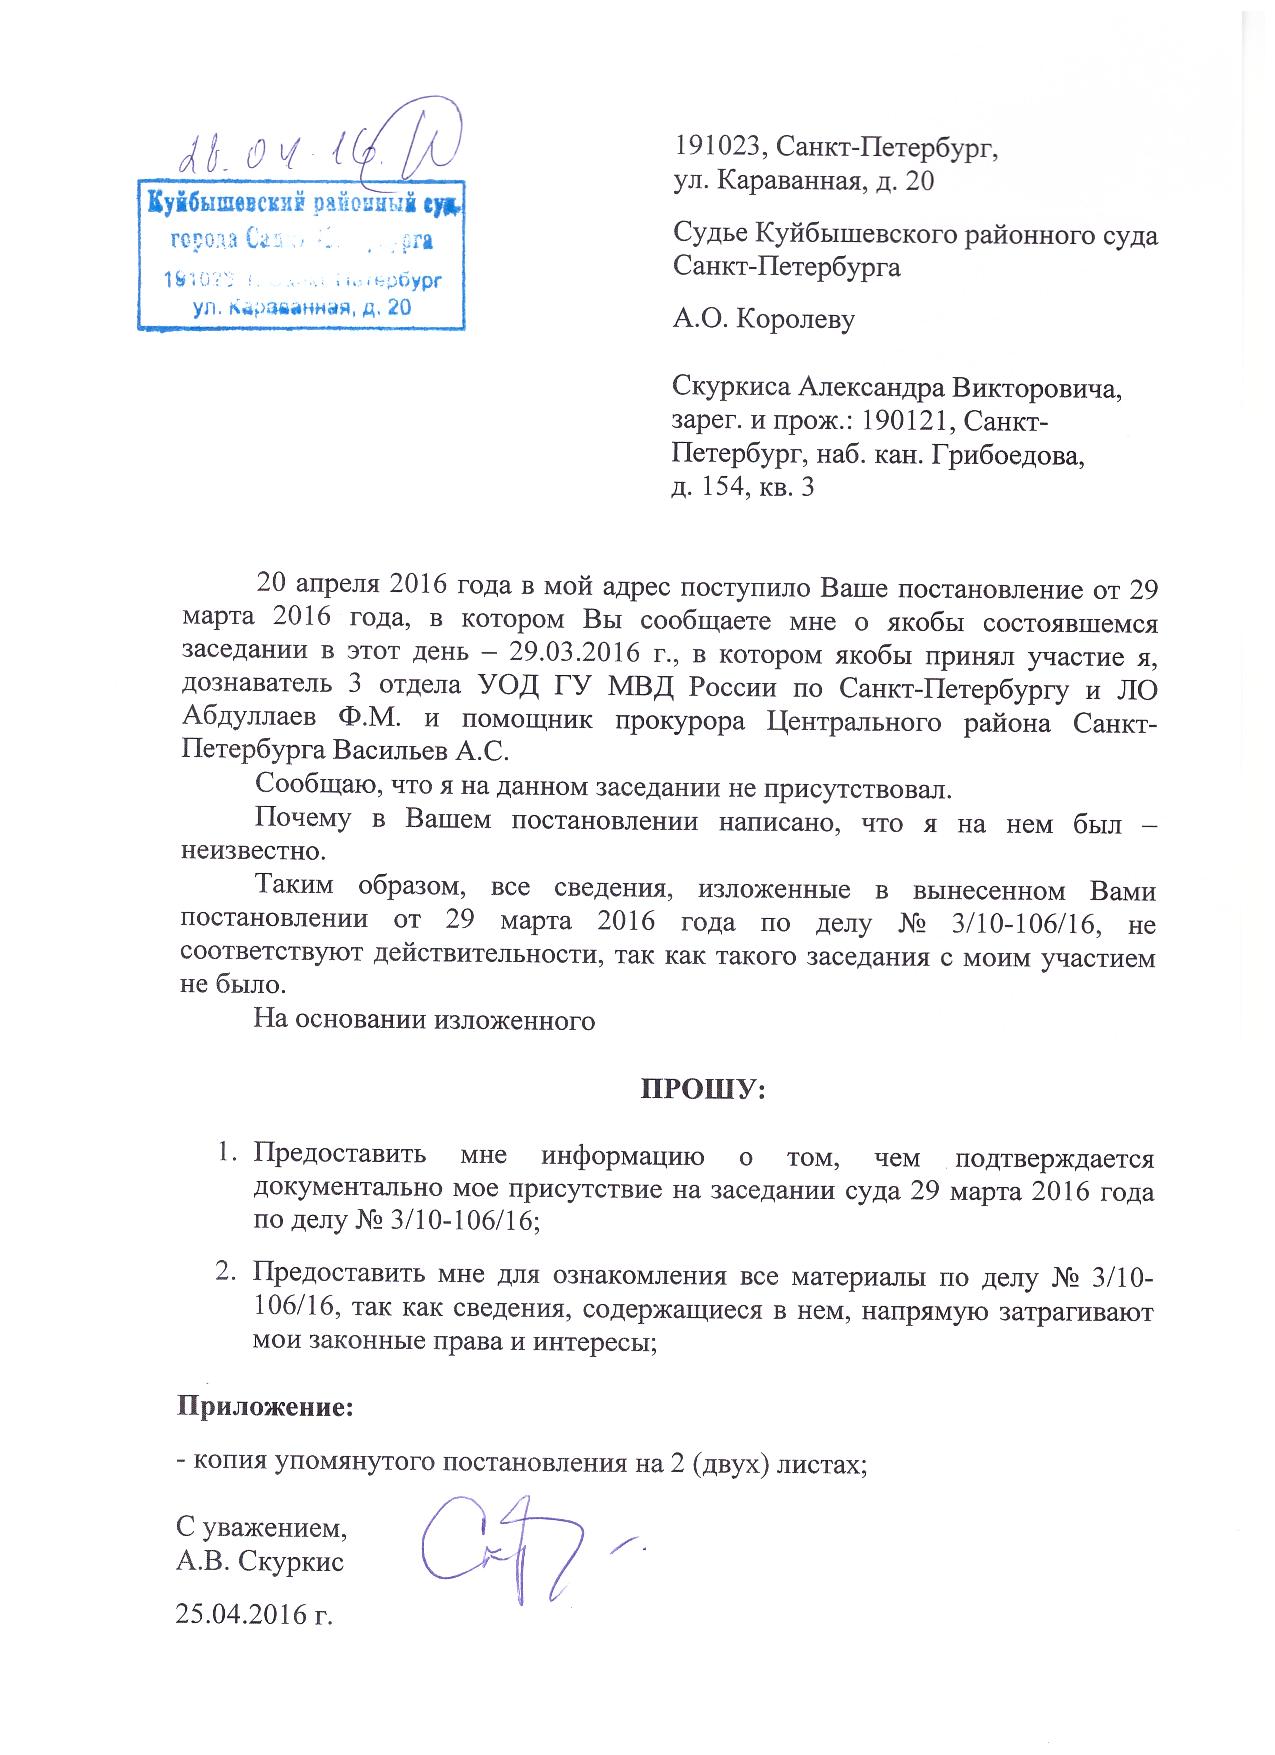 28.04.16.
Куйбышевский районный суд
города
ул. Караванная, д. 20
191023, Санкт-Петербург,
ул. Караванная, д. 20
Судье Куйбышевского районного суда
Санкт-Петербурга
А.О. Королеву
Скуркиса Александра Викторовича,
зарег. и прож.: 190121, Санкт-
Петербург, наб. кан. Грибоедова,
д. 154, кв. 3
20 апреля 2016 года в мой адрес поступило Ваше постановление от 29
марта 2016 года, в котором Вы сообщаете мне о якобы состоявшемся
заседании в этот день – 29.03.2016 г., в котором якобы принял участие я,
дознаватель 3 отдела УОД ГУ МВД России по Санкт-Петербургу и ЛО
Абдуллаев Ф.М. и помощник прокурора Центрального района Санкт-
Петербурга Васильев А.С.
Сообщаю, что я на данном заседании не присутствовал.
Почему в Вашем постановлении написано, что я на нем был –
неизвестно.
Таким образом, все сведения, изложенные в вынесенном Вами
постановлении от 29 марта 2016 года по делу № 3/10-106/16, не
соответствуют действительности, так как такого заседания с моим участием
не было.
На основании изложенного
ПРОШУ:
1. Предоставить мне информацию о том, чем подтверждается
документально мое присутствие на заседании суда 29 марта 2016 года
по делу № 3/10-106/16;
2. Предоставить мне для ознакомления все материалы по делу № 3/10-
106/16, так как сведения, содержащиеся в нем, напрямую затрагивают
мои законные права и интересы;
Приложение:
- копия упомянутого постановления на 2 (двух) листах;
С уважением,
А.В. Скуркис
25.04.2016 г.